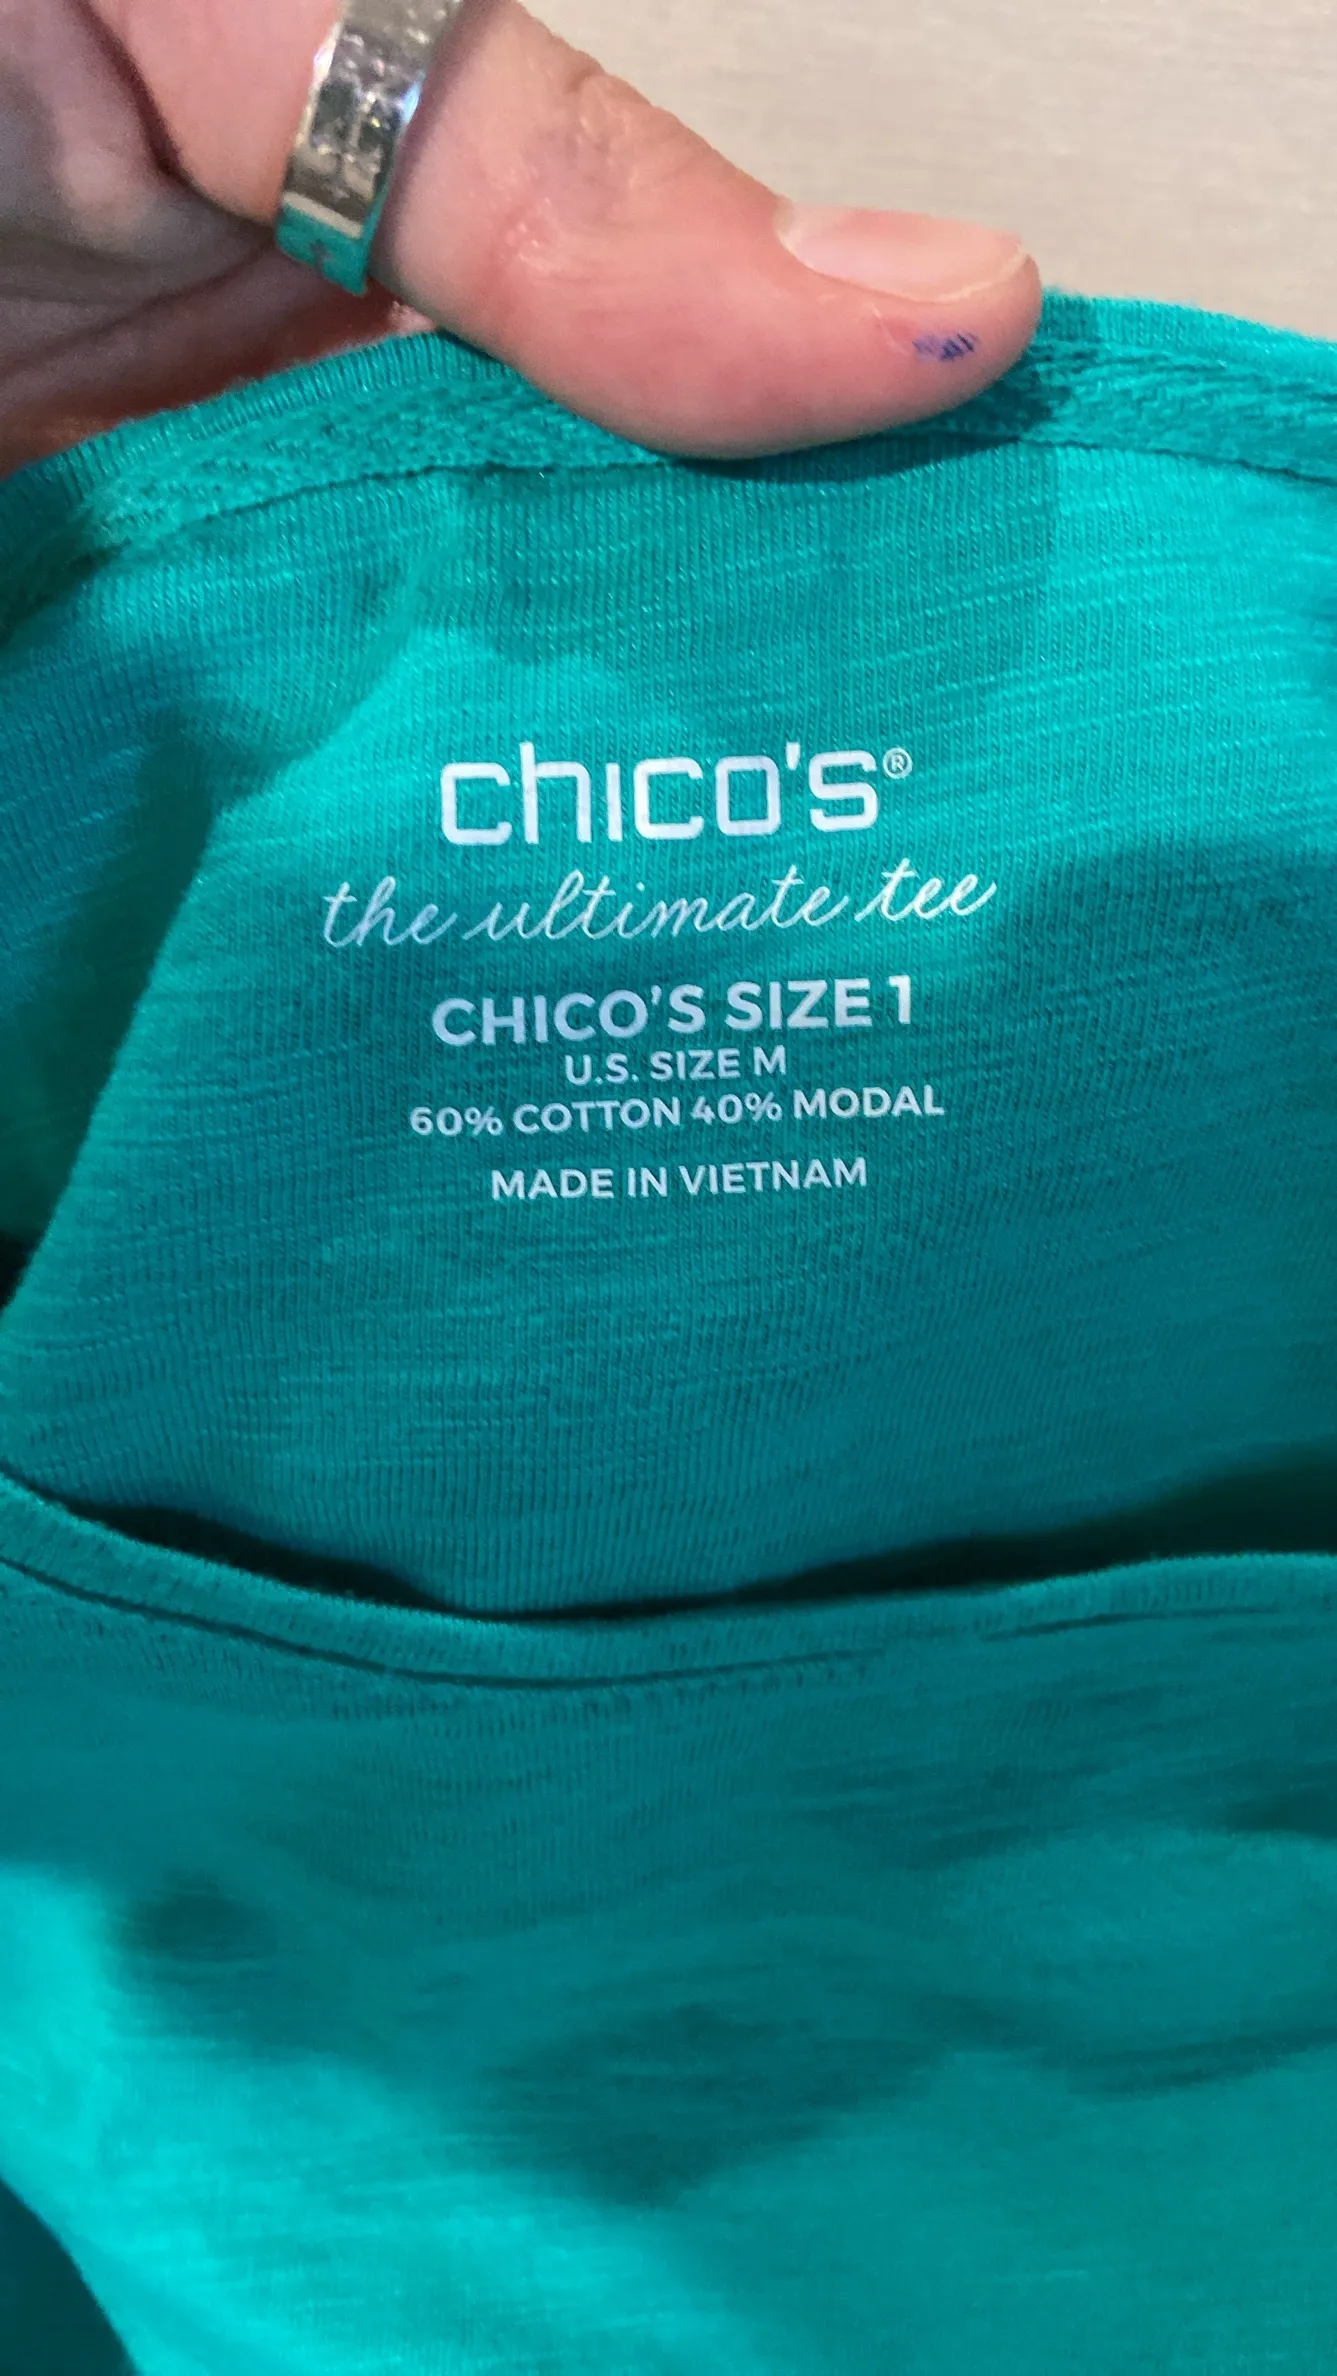 chico's®
the ultimate tee
CHICO'S SIZE 1
U.S. SIZE M
60% COTTON 40% MODAL
MADE IN VIETNAM